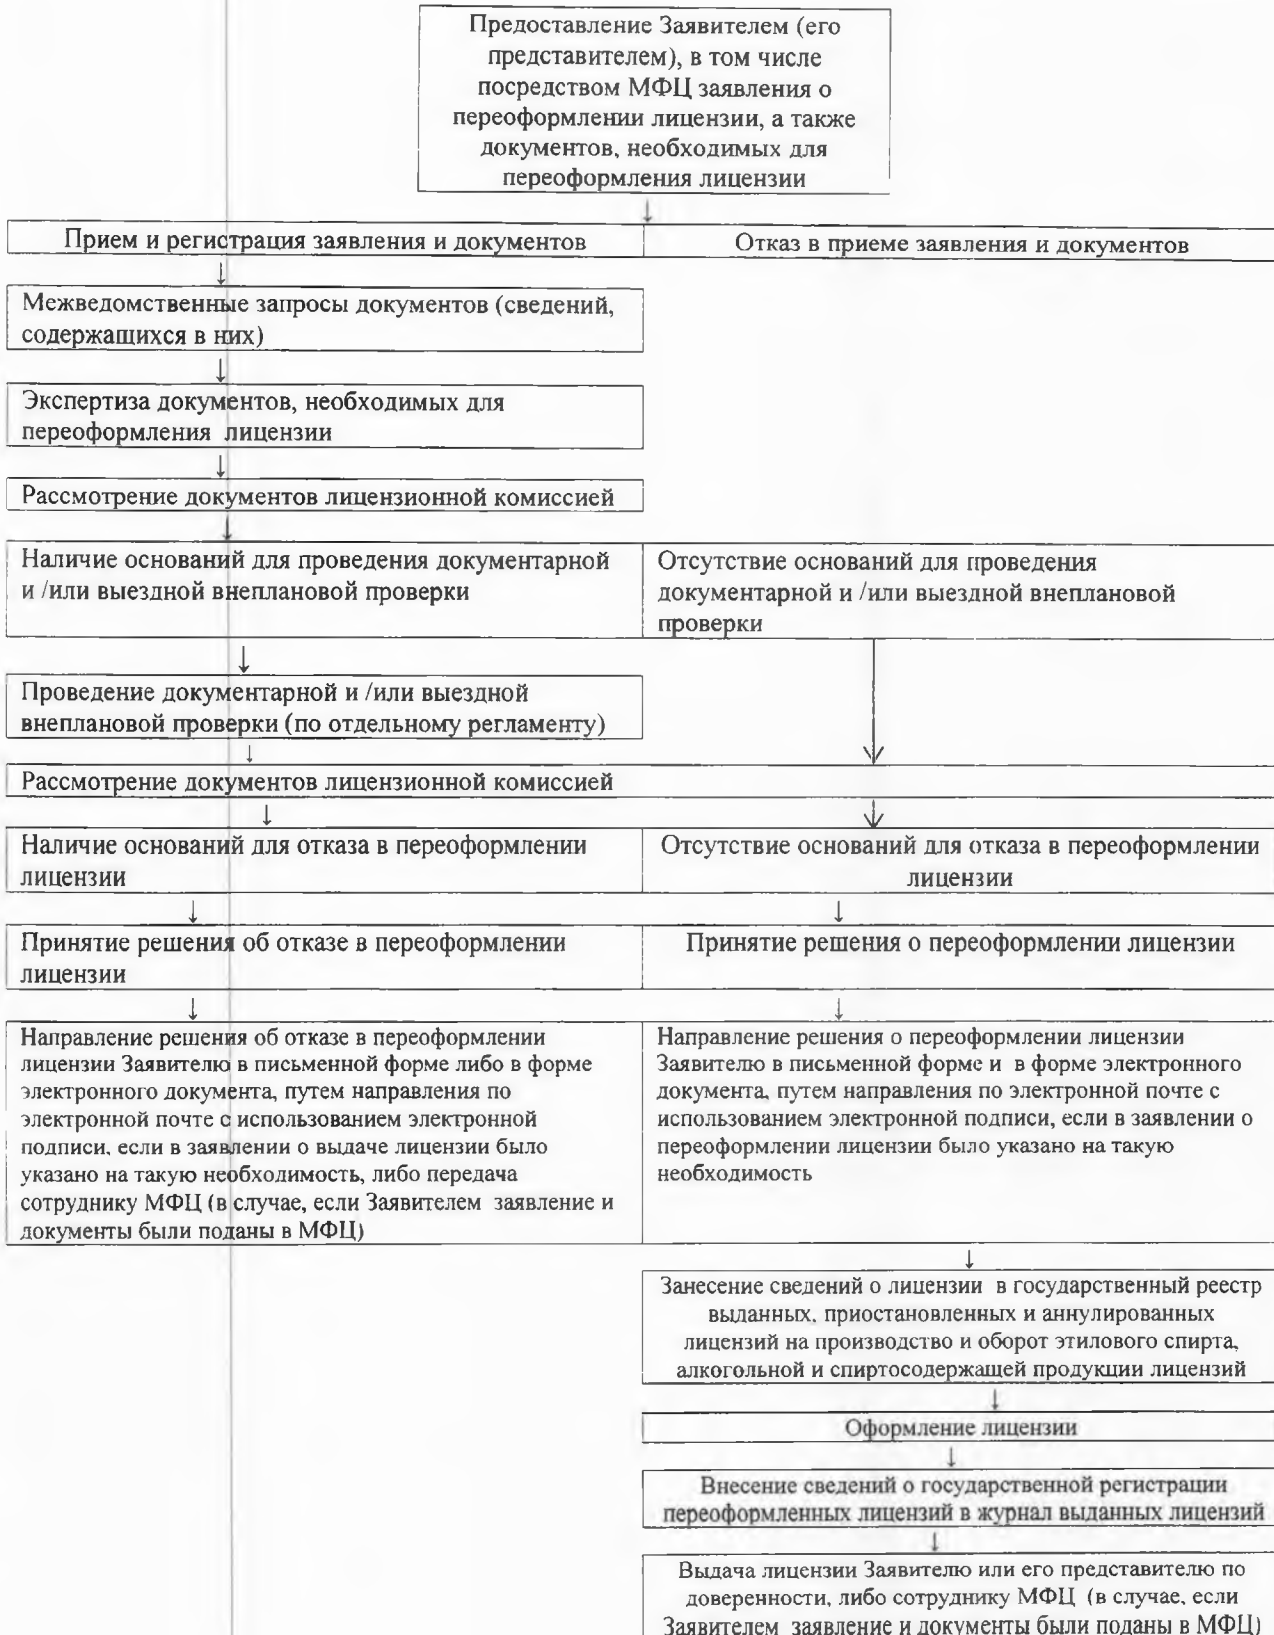 Предоставление Заявителем (его
представителем), в том числе
посредством МФЦ заявления о
переоформлении лицензии, а также
документов, необходимых для
переоформления лицензии
↓
Прием и регистрация заявления и документов
Отказ в приеме заявления и документов
↓
Межведомственные запросы документов (сведений,
содержащихся в них)
↓
Экспертиза документов, необходимых для
переоформления лицензии
↓
Рассмотрение документов лицензионной комиссией
↓
Наличие оснований для проведения документарной
и /или выездной внеплановой проверки
Отсутствие оснований для проведения
документарной и /или выездной внеплановой
проверки
↓
Проведение документарной и /или выездной
внеплановой проверки (по отдельному регламенту)
↓
Рассмотрение документов лицензионной комиссией
↓
Наличие оснований для отказа в переоформлении
лицензии
Отсутствие оснований для отказа в переоформлении
лицензии
↓ ↓
Принятие решения об отказе в переоформлении
лицензии
Принятие решения о переоформлении лицензии
↓ ↓
Направление решения об отказе в переоформлении
лицензии Заявителю в письменной форме либо в форме
электронного документа, путем направления по
электронной почте с использованием электронной
подписи, если в заявлении о выдаче лицензии было
указано на такую необходимость, либо передача
сотруднику МФЦ (в случае, если Заявителем заявление и
документы были поданы в МФЦ)
Направление решения о переоформлении лицензии
Заявителю в письменной форме и в форме электронного
документа, путем направления по электронной почте с
использованием электронной подписи, если в заявлении о
переоформлении лицензии было указано на такую
необходимость
↓
Занесение сведений о лицензии в государственный реестр
выданных, приостановленных и аннулированных
лицензий на производство и оборот этилового спирта,
алкогольной и спиртосодержащей продукции лицензий
↓
Оформление лицензии
↓
Внесение сведений о государственной регистрации
переоформленных лицензий в журнал выданных лицензий
↓
Выдача лицензии Заявителю или его представителю по
доверенности, либо сотруднику МФЦ (в случае, если
Заявителем заявление и документы были поданы в МФЦ)